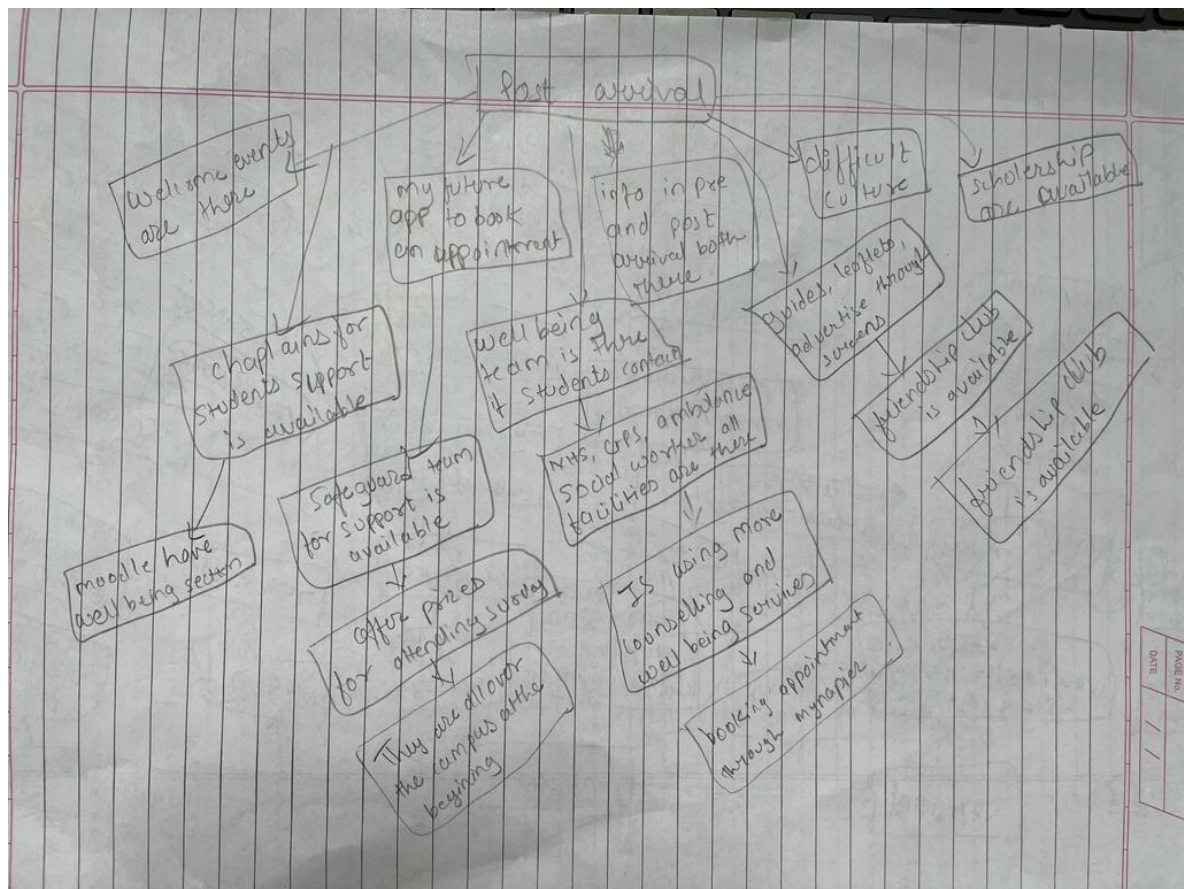 Post arrival
welcome events
are there
my future
app to book
an appointment
info in pre
and post
arrival both
there.
difficult
culture
scholership
are available
chaplains for
students support
is available
well being
team is there
if students contact
guides, leaflets,
advertise through
screens
friendship club
is available
friendship club
is available
moodle have
well being section
safeguard team
for support is
available
NHS, GPs, ambulance
social worker all
facilities are there
offer prizes
for attending
IS using more
counselling and
well being services
They are all over
the campus at the
begining
booking appointment
through mynapier
PAGE No.
DATE / /